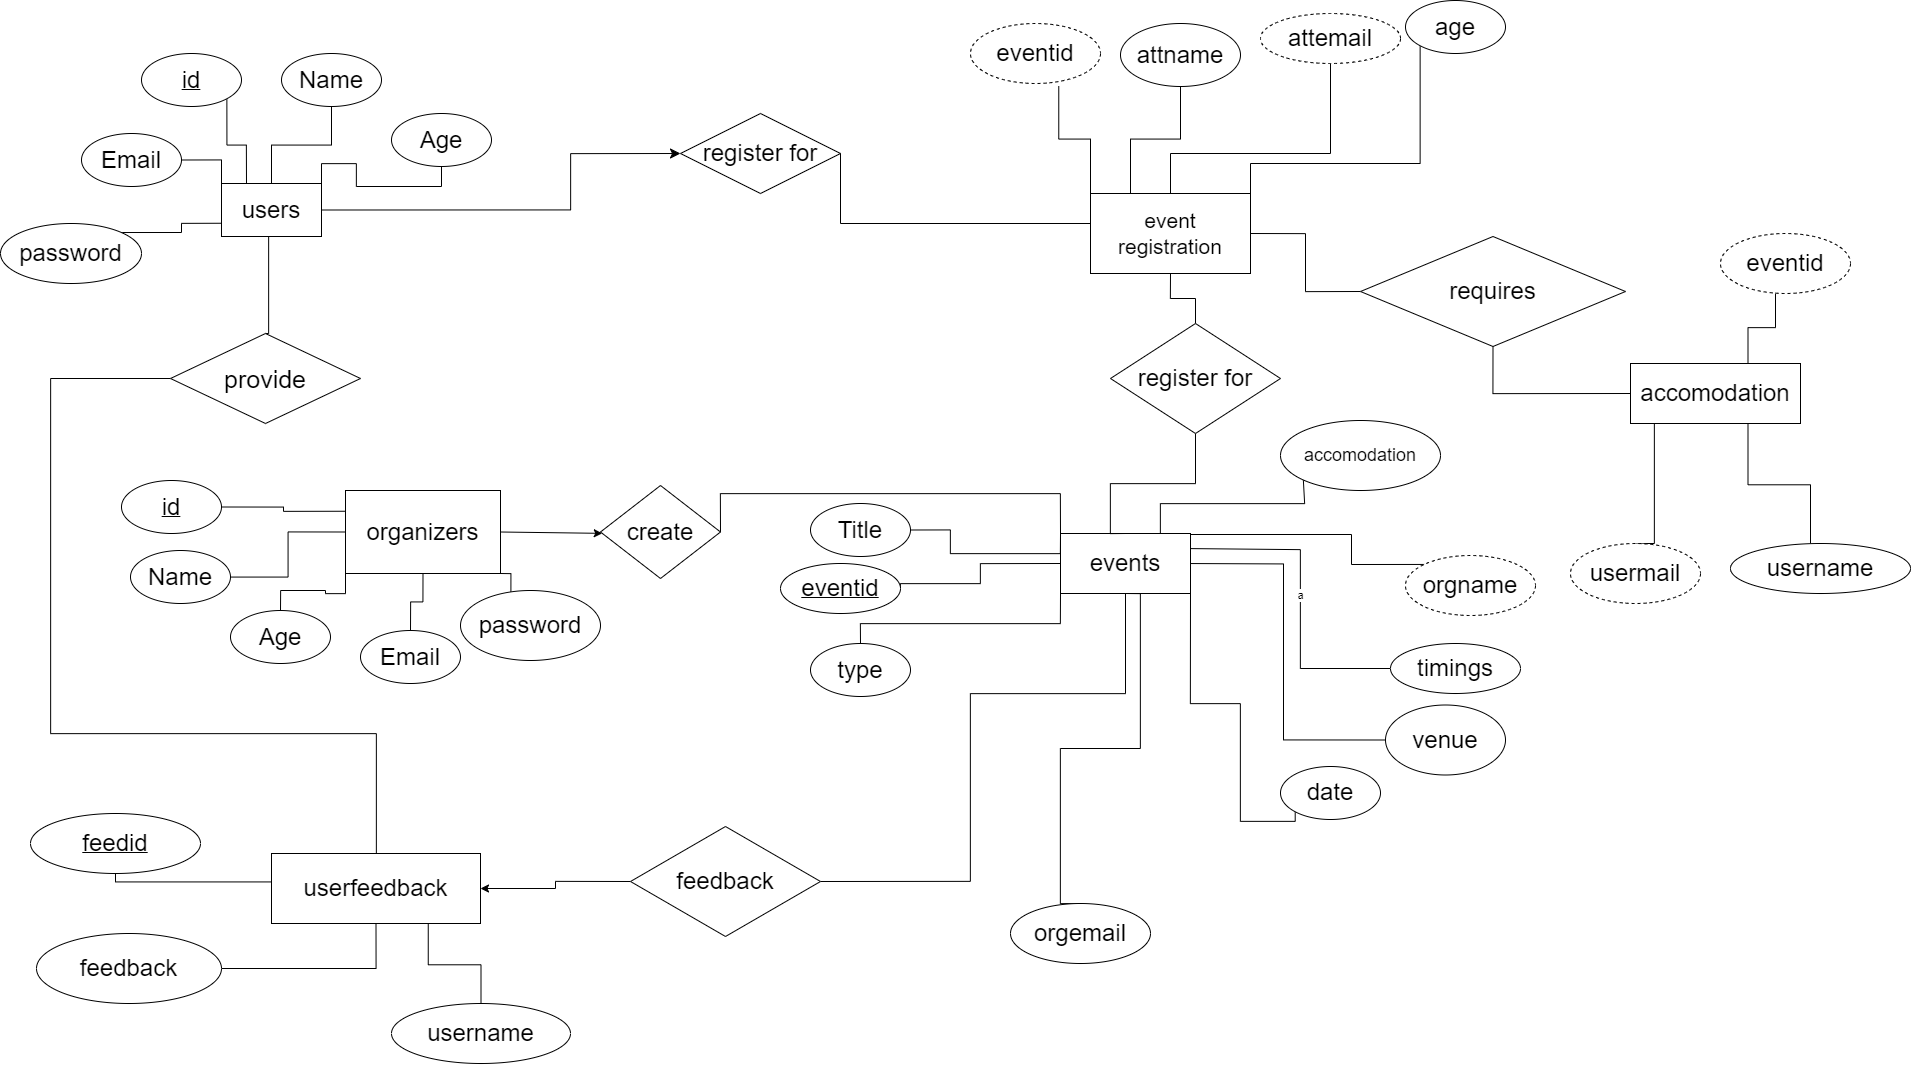 eventid
attname
attemail
age
id
Name
Age
Email
users
password
register for
event
registration
requires
eventid
provide
register for
accomodation
accomodation
id
organizers
create
Title
events
eventid
orgname
usermail
username
Name
Age
Email
password
type
a
timings
venue
date
feedid
userfeedback
feedback
orgemail
feedback
username